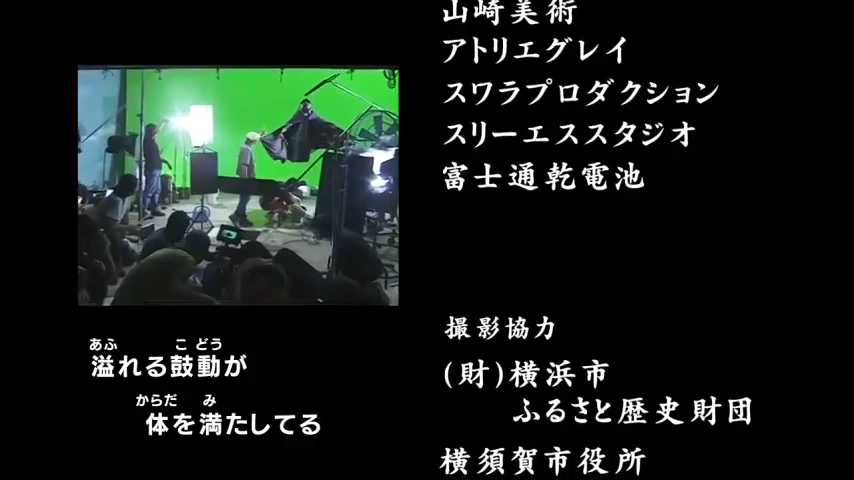 山崎美術
アトリエグレイ
スワラプロダクション
スリーエススタジオ
富士通乾電池
撮影協力
(財)横浜市
ふるさと歴史財団
横須賀市役所
あふ こどう
溢れる鼓動が
からだ み
体を満たしてる